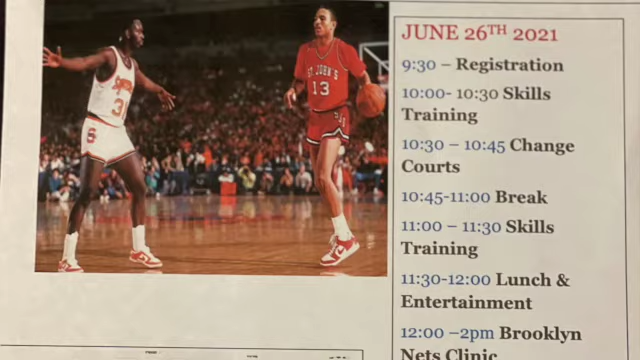 JUNE 26TH 2021
9:30 – Registration
10:00- 10:30 Skills
Training
10:30 – 10:45 Change
Courts
10:45-11:00 Break
11:00 – 11:30 Skills
Training
11:30-12:00 Lunch &
Entertainment
12:00 –2pm Brooklyn
Nets Clinic
ST. JOHN'S
13